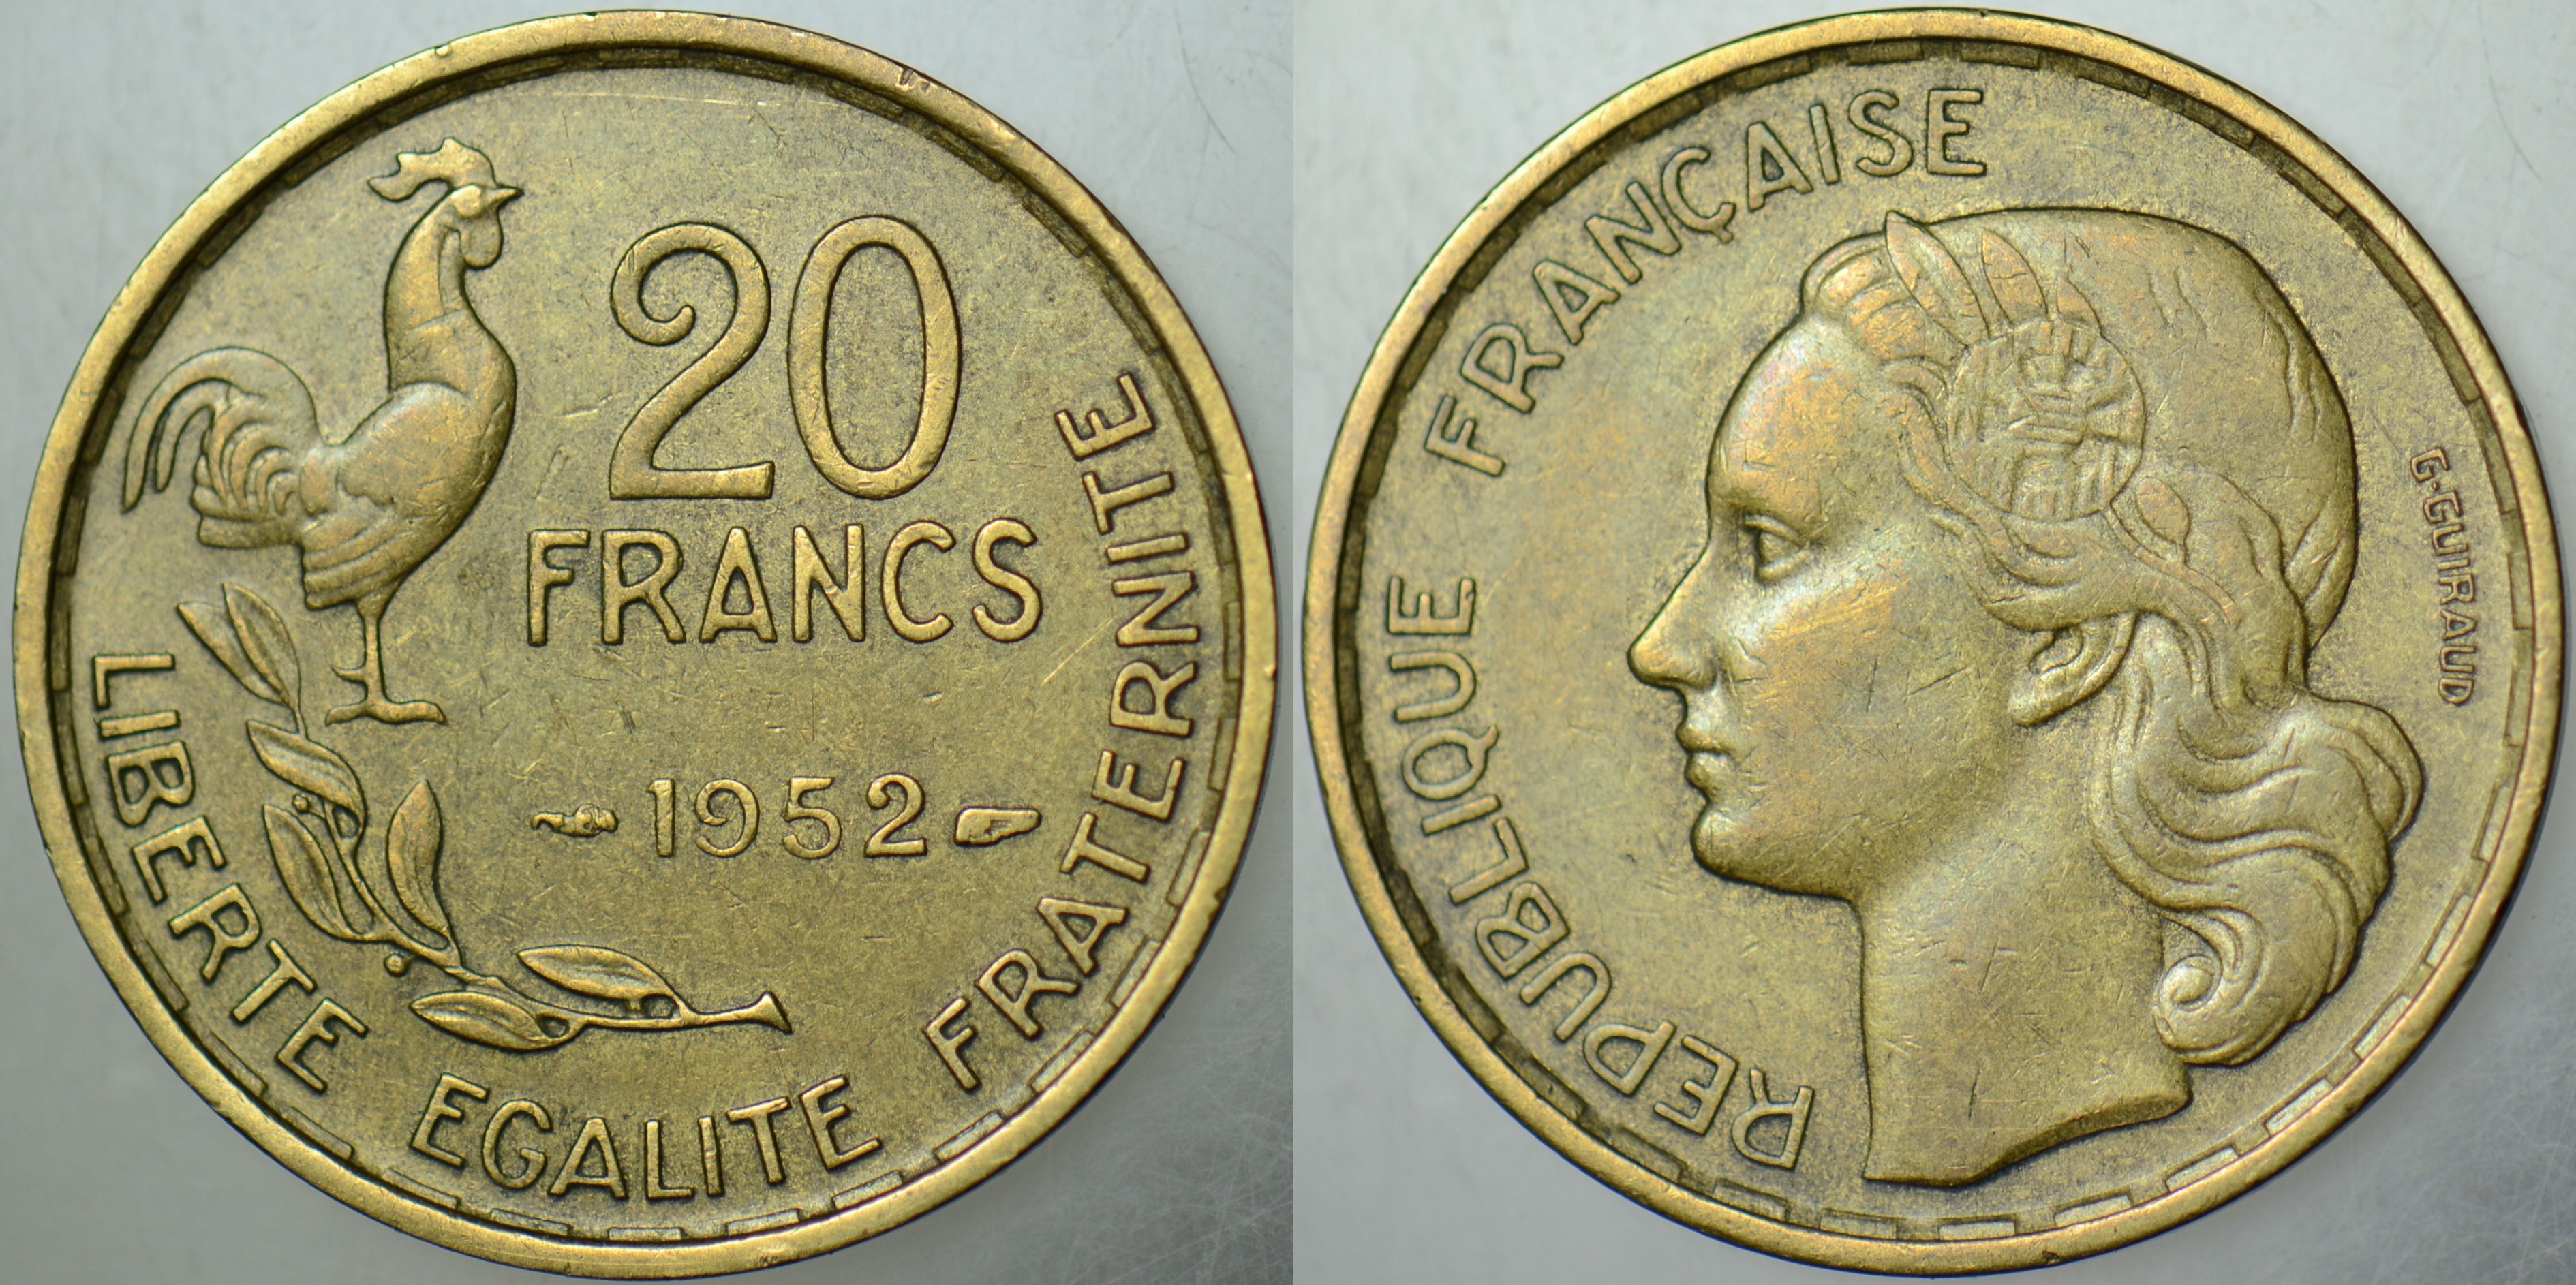 20
FRANCS
1952
LIBERTE EGALITE FRATERNITE
REPUBLIQUE FRANÇAISE
G·GUIRAUD